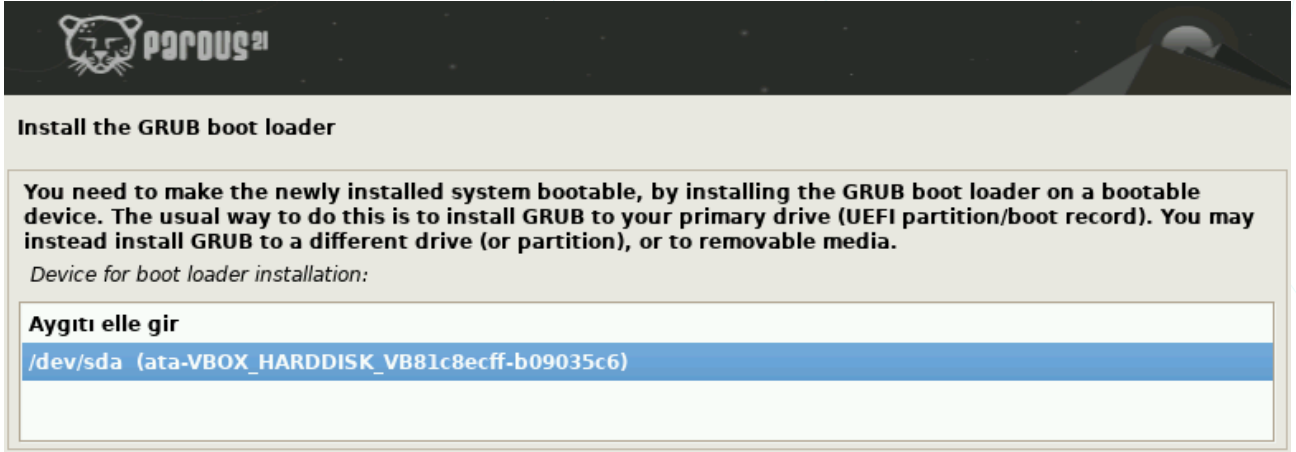 Pardus 21
Install the GRUB boot loader
You need to make the newly installed system bootable, by installing the GRUB boot loader on a bootable
device. The usual way to do this is to install GRUB to your primary drive (UEFI partition/boot record). You may
instead install GRUB to a different drive (or partition), or to removable media.
Device for boot loader installation:
Aygıtı elle gir
/dev/sda (ata-VBOX_HARDDISK_VB81c8ecff-b09035c6)